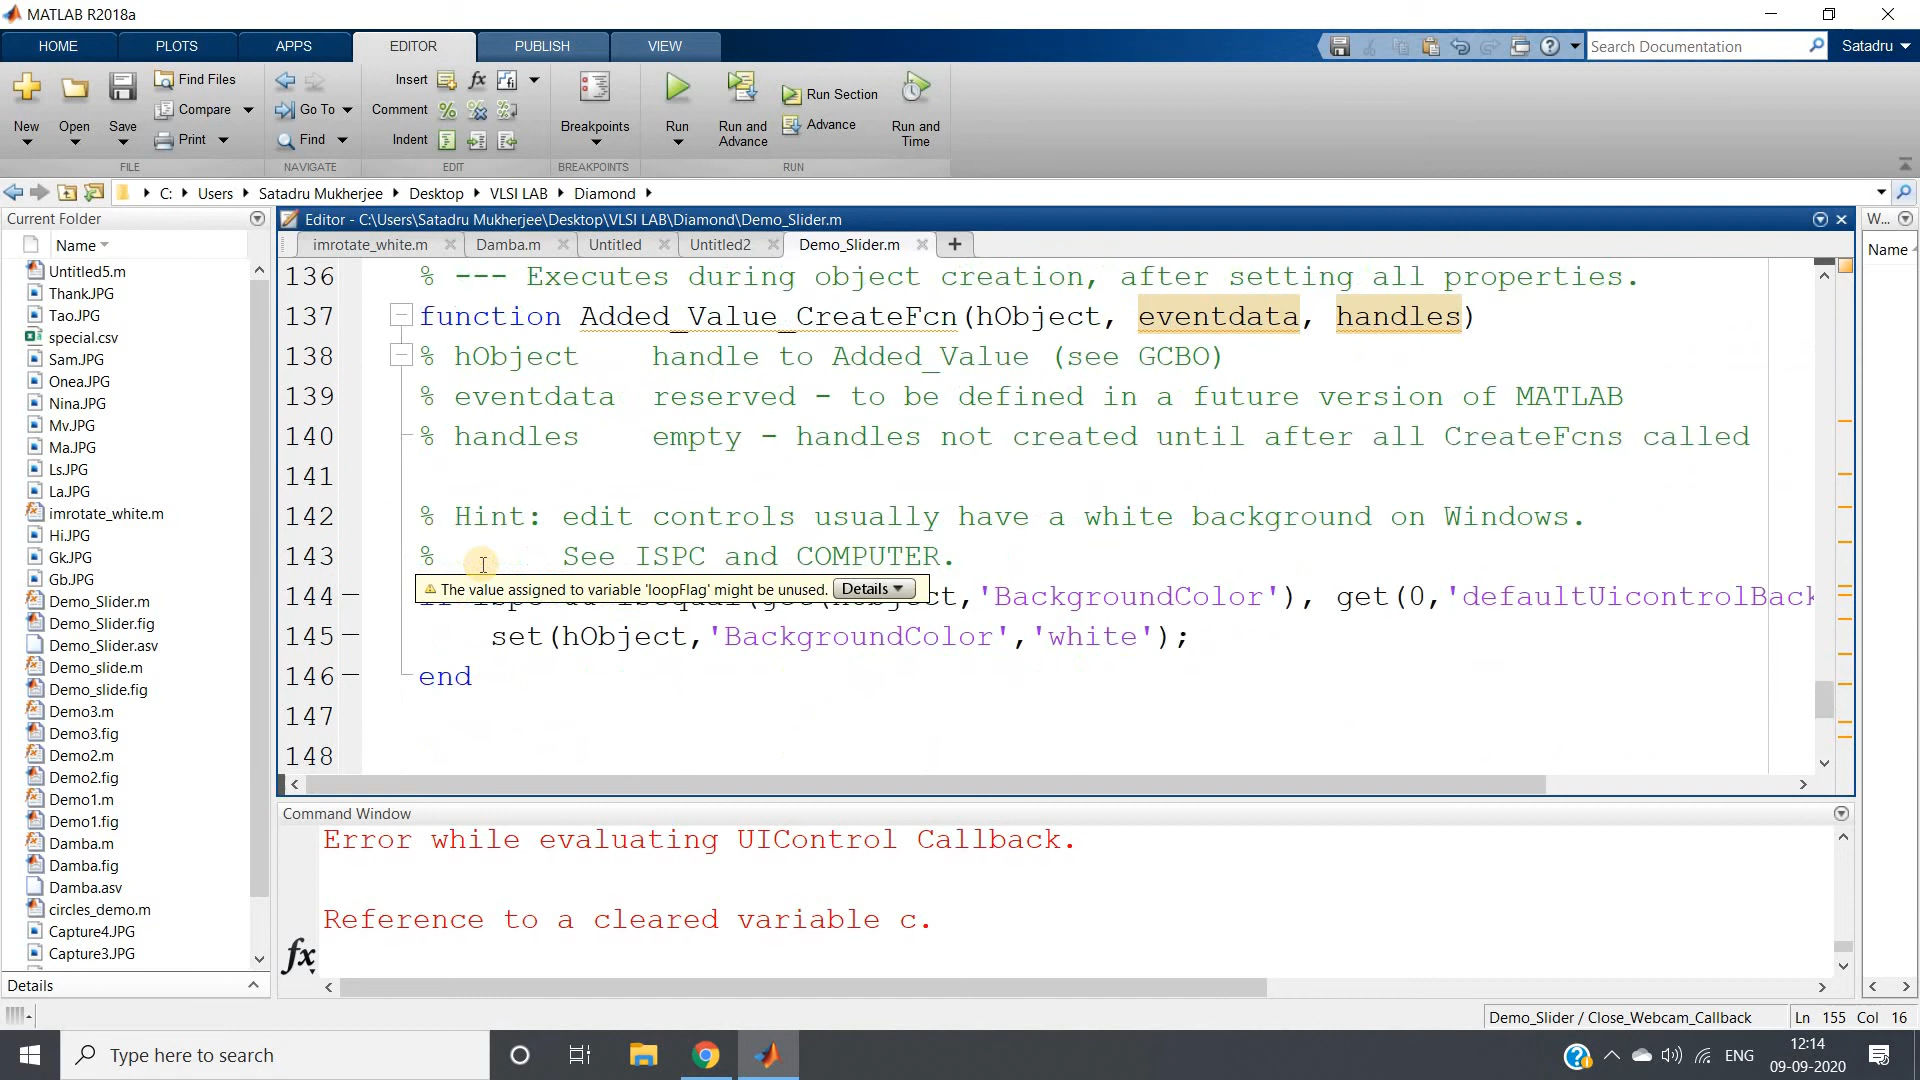 MATLAB R2018a
HOME PLOTS APPS EDITOR PUBLISH VIEW
Search Documentation Satadru
New Open Save
Find Files
Compare
Print
Go To
Find
Insert
Comment
Indent
Breakpoints
Run
Run and Advance
Run Section
Advance
Run and Time
FILE NAVIGATE EDIT BREAKPOINTS RUN
C: Users Satadru Mukherjee Desktop VLSI LAB Diamond
Current Folder
Name
Untitled5.m
Thank.JPG
Tao.JPG
special.csv
Sam.JPG
Onea.JPG
Nina.JPG
Mv.JPG
Ma.JPG
Ls.JPG
La.JPG
imrotate_white.m
Hi.JPG
Gk.JPG
Gb.JPG
Demo_Slider.m
Demo_Slider.fig
Demo_Slider.asv
Demo_slide.m
Demo_slide.fig
Demo3.m
Demo3.fig
Demo2.m
Demo2.fig
Demo1.m
Demo1.fig
Damba.m
Damba.fig
Damba.asv
circles_demo.m
Capture4.JPG
Capture3.JPG
Details
Editor - C:\Users\Satadru Mukherjee\Desktop\VLSI LAB\Diamond\Demo_Slider.m
imrotate_white.m Damba.m Untitled Untitled2 Demo_Slider.m
136 % --- Executes during object creation, after setting all properties.
137 function Added_Value_CreateFcn(hObject, eventdata, handles)
138 % hObject    handle to Added_Value (see GCBO)
139 % eventdata  reserved - to be defined in a future version of MATLAB
140 % handles    empty - handles not created until after all CreateFcns called
141
142 % Hint: edit controls usually have a white background on Windows.
143 %       See ISPC and COMPUTER.
The value assigned to variable 'loopFlag' might be unused. Details
144 'BackgroundColor'), get(0,'defaultUicontrolBack
145     set(hObject,'BackgroundColor','white');
146 end
147
148
Command Window
Error while evaluating UIControl Callback.
Reference to a cleared variable c.
fx
W...
Name
Demo_Slider / Close_Webcam_Callback Ln 155 Col 16
Type here to search
ENG
12:14
09-09-2020